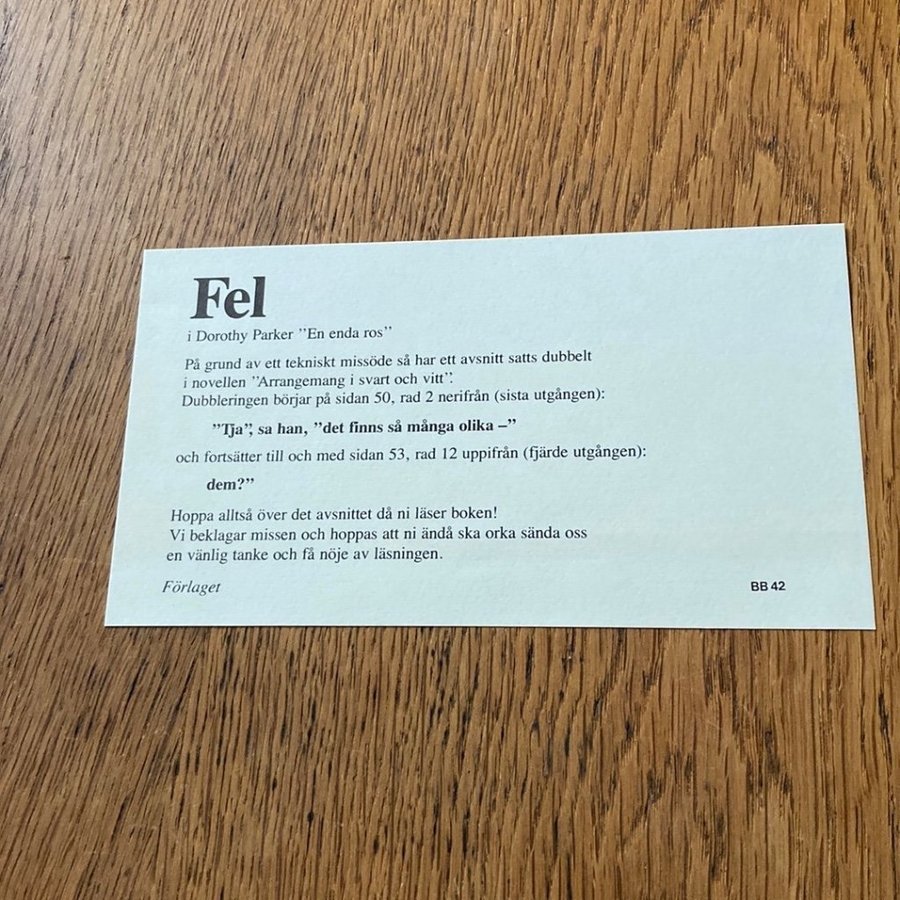 Fel
i Dorothy Parker ”En enda ros”
På grund av ett tekniskt missöde så har ett avsnitt satts dubbelt
i novellen ”Arrangemang i svart och vitt”.
Dubbleringen börjar på sidan 50, rad 2 nerifrån (sista utgången):
”Tja”, sa han, ”det finns så många olika –”
och fortsätter till och med sidan 53, rad 12 uppifrån (fjärde utgången):
dem?”
Hoppa alltså över det avsnittet då ni läser boken!
Vi beklagar missen och hoppas att ni ändå ska orka sända oss
en vänlig tanke och få nöje av läsningen.
Förlaget
BB 42